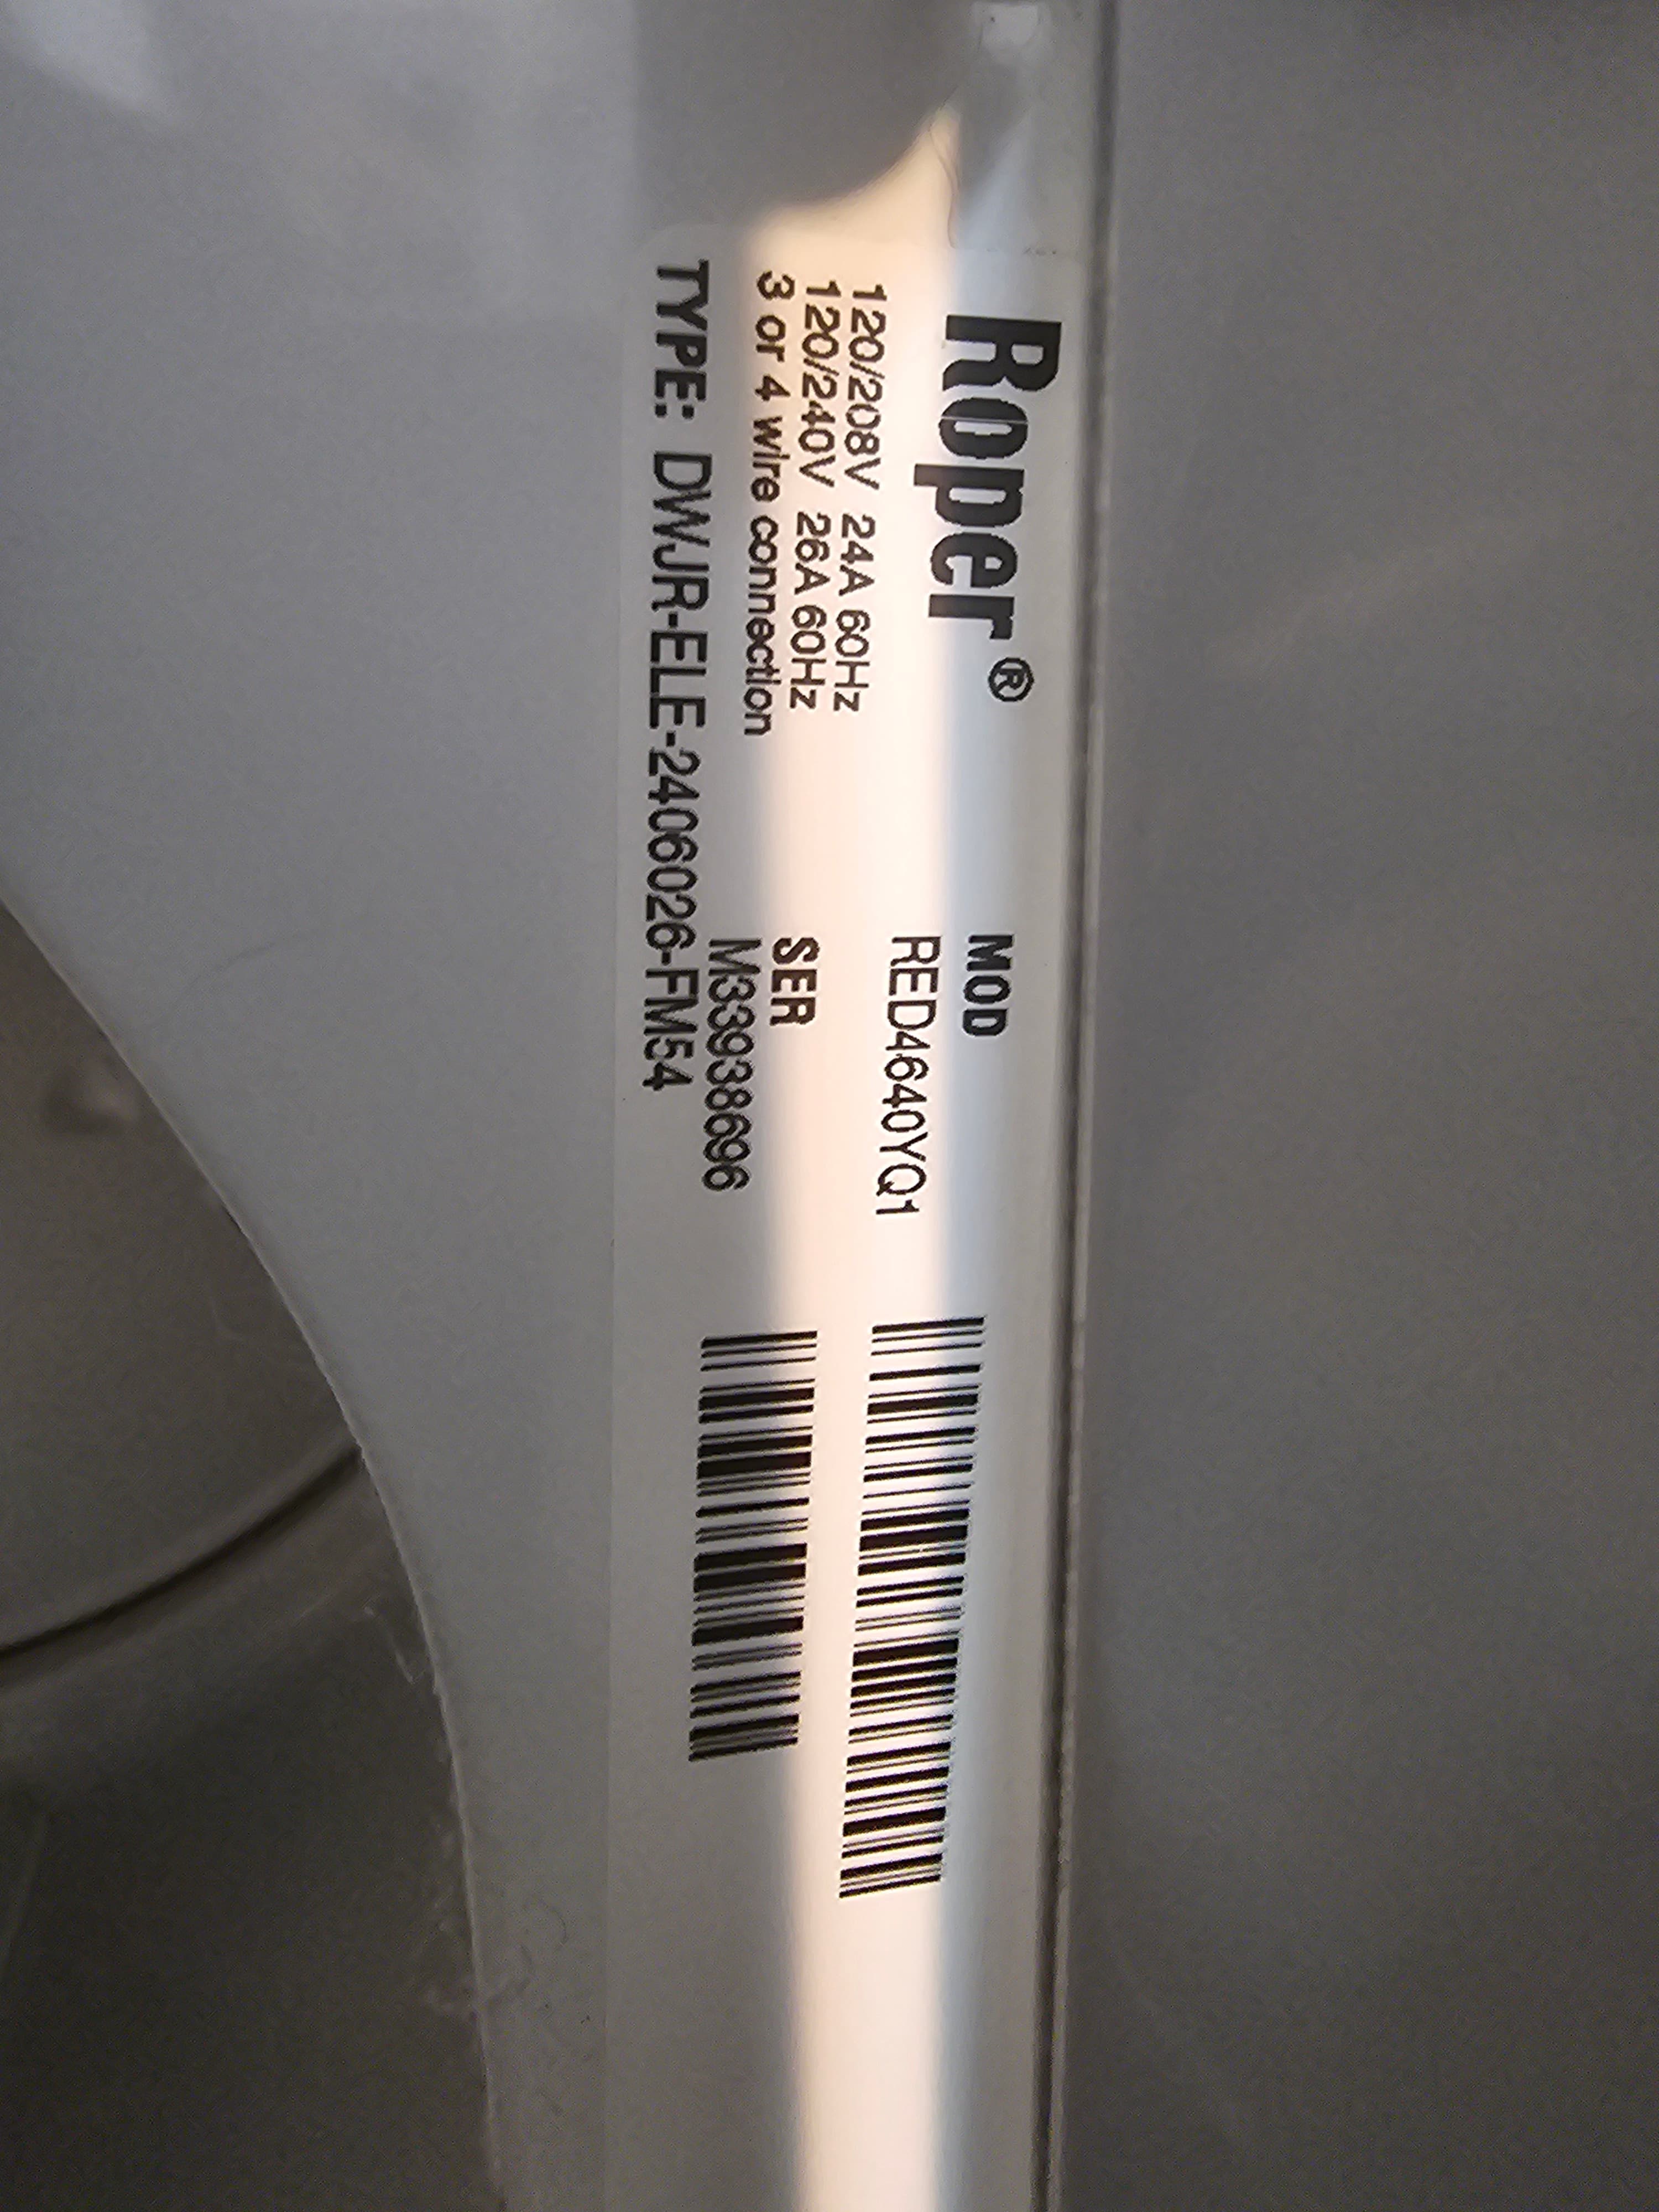 Roper®
120/208V 24A 60Hz
120/240V 26A 60Hz
3 or 4 wire connection
TYPE: DWJR-ELE-2406026-FM54
MOD
RED4640YQ1
SER
M33938696